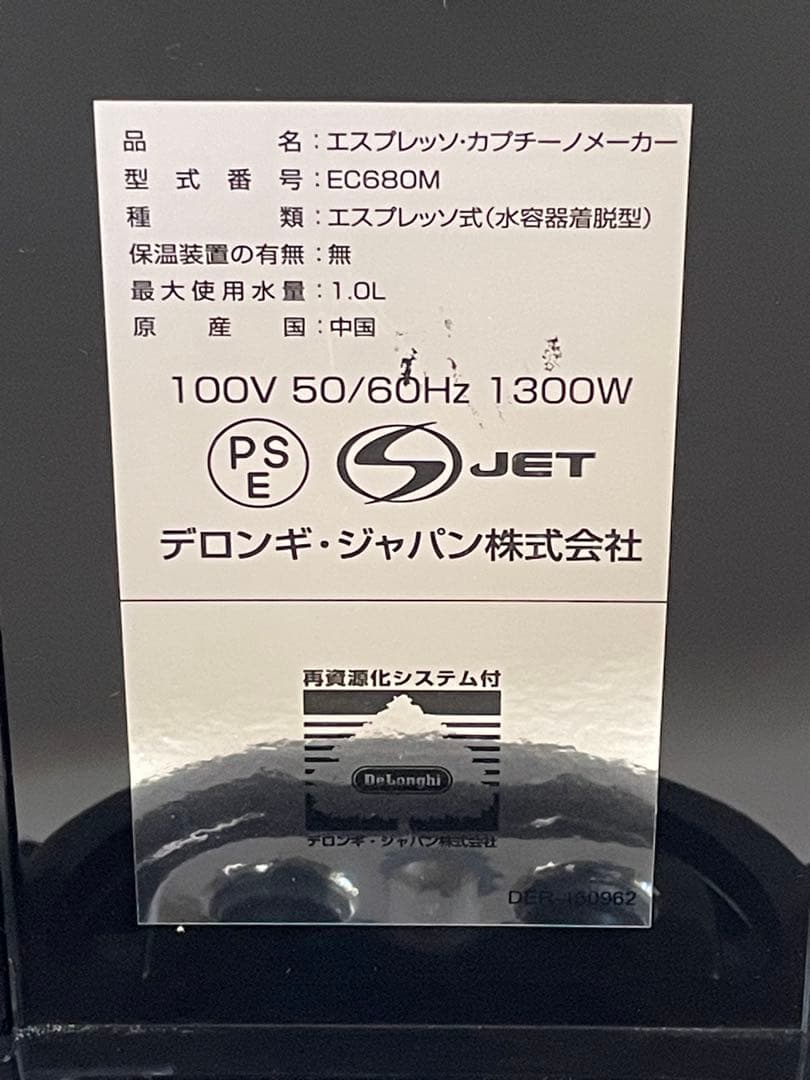 品名：エスプレッソ・カプチーノメーカー
型式番号：EC680M
種類：エスプレッソ式（水容器着脱型）
保温装置の有無：無
最大使用水量：1.0L
原産国：中国
100V 50/60Hz 1300W
PS E JET
デロンギ・ジャパン株式会社
再資源化システム付
DeLonghi
デロンギ・ジャパン株式会社
DER-160962